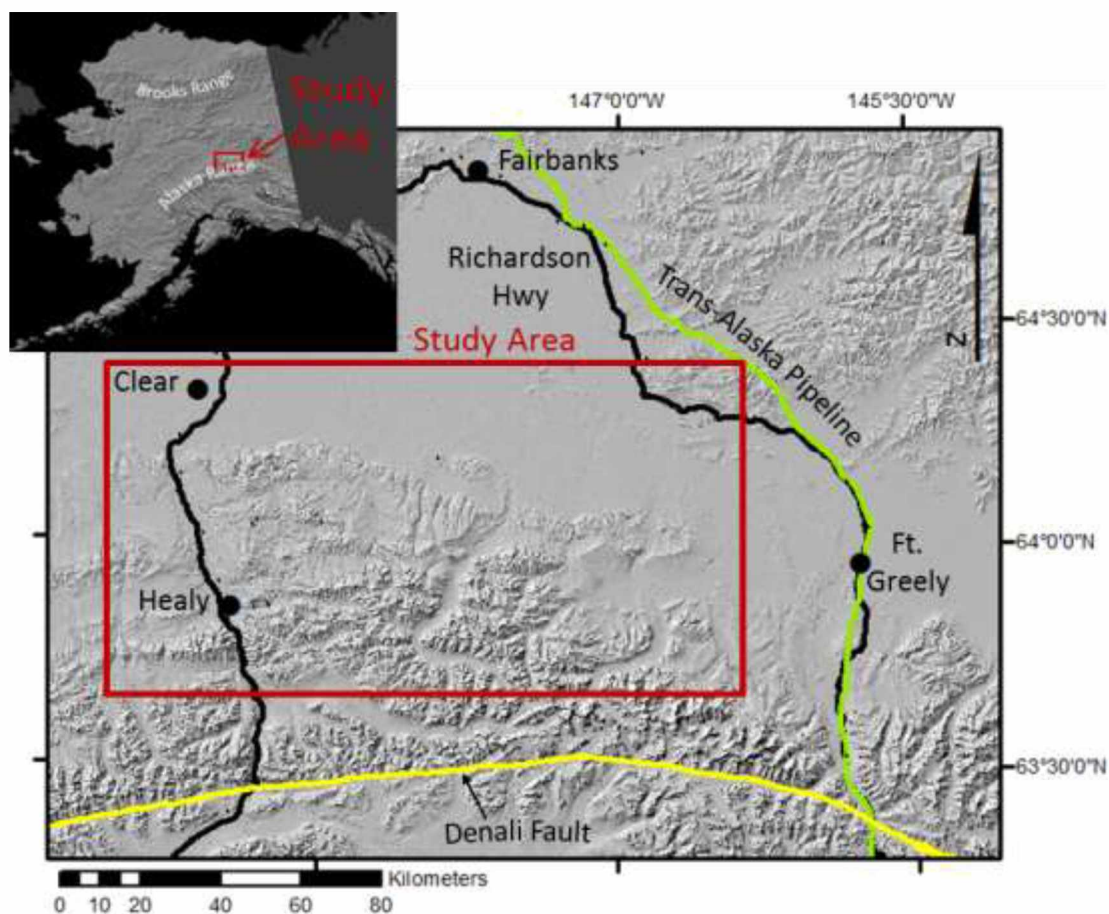 Brooks Range
Study
Area
Alaska Range
147°0'0"W
145°30'0"W
Fairbanks
Richardson
Hwy
Trans-Alaska Pipeline
64°30'0"N
N
Study Area
Clear
64°0'0"N
Ft.
Greely
Healy
63°30'0"N
Denali Fault
Kilometers
0 10 20 40 60 80